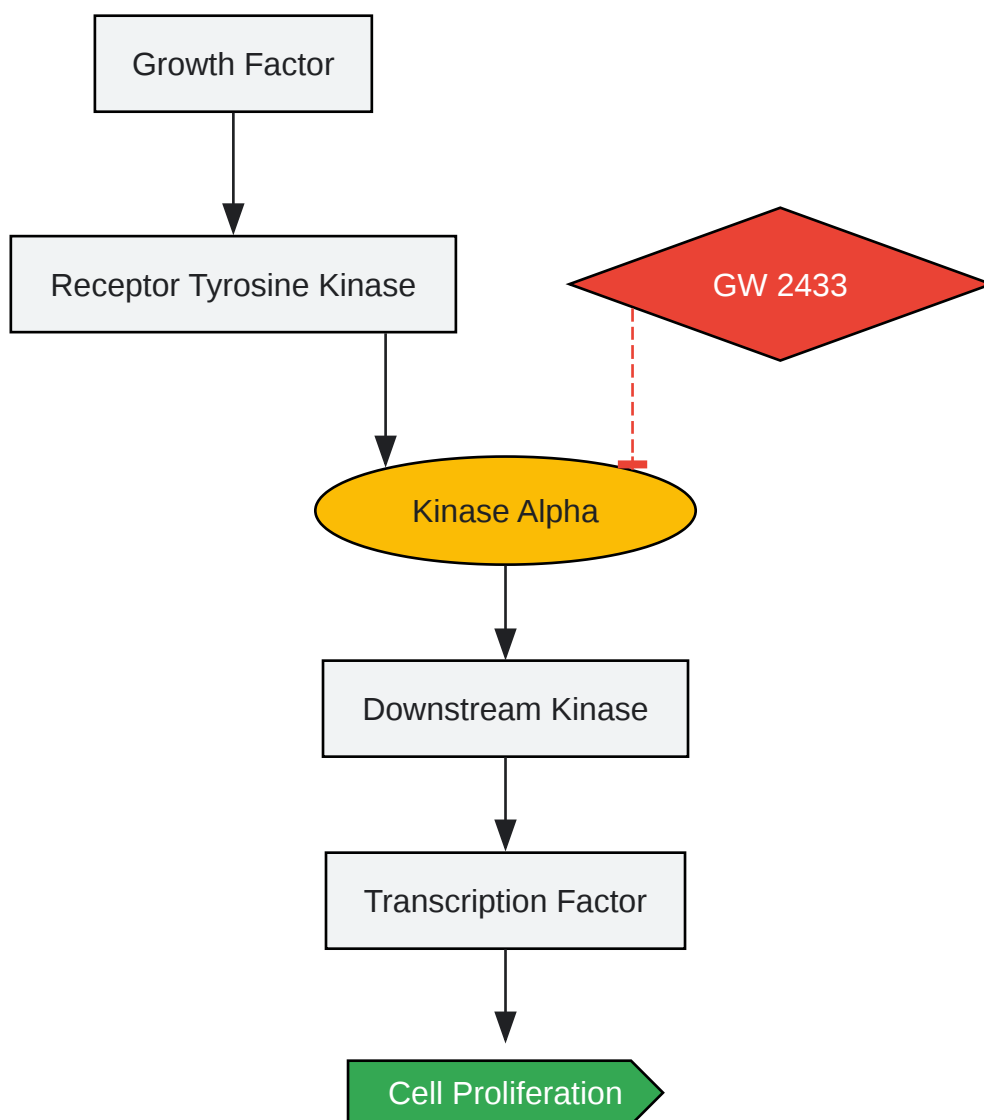 Growth Factor
Receptor Tyrosine Kinase
GW 2433
Kinase Alpha
Downstream Kinase
Transcription Factor
Cell Proliferation